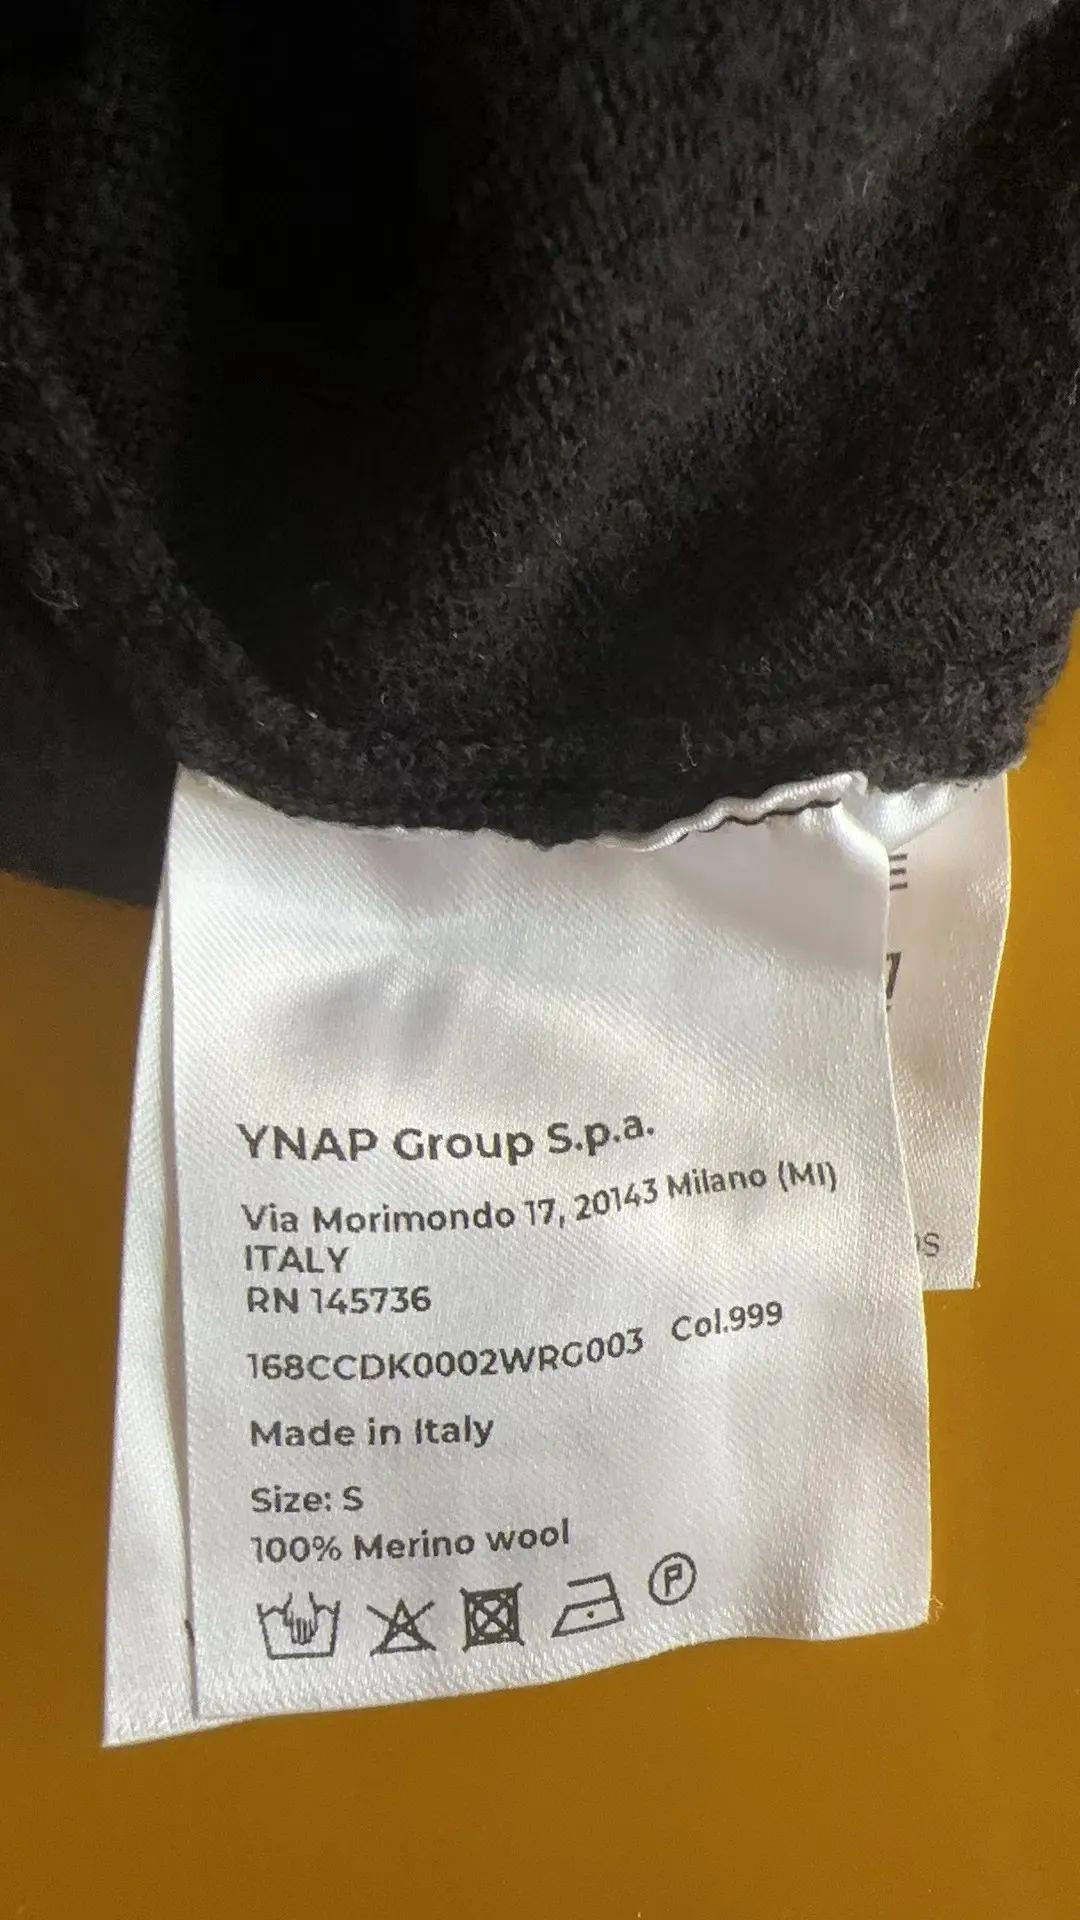 YNAP Group S.p.a.
Via Morimondo 17, 20143 Milano (MI)
ITALY
RN 145736
168CCDK0002WRG003 Col.999
Made in Italy
Size: S
100% Merino wool
P